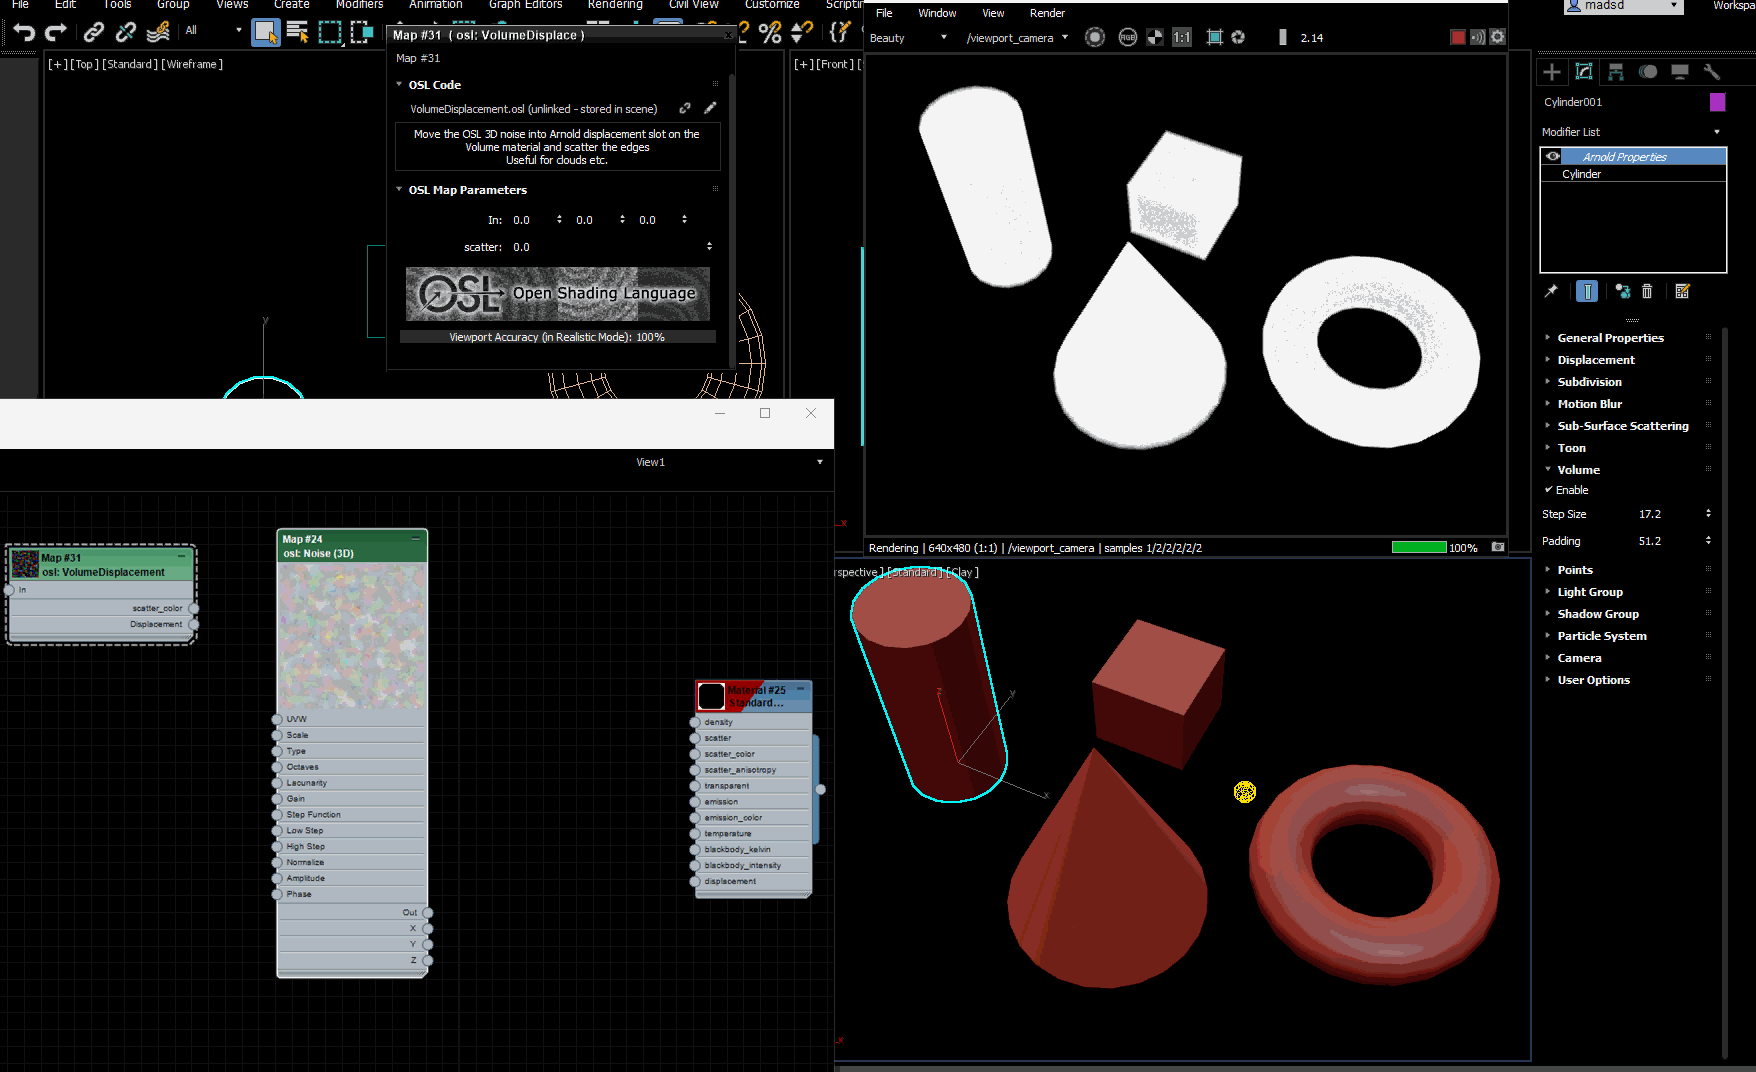 File Edit Tools Group Views Create Modifiers Animation Graph Editors Rendering Civil View Customize
madsd
All
Map #31 ( osl: VolumeDisplace )
Map #31
OSL Code
VolumeDisplacement.osl (unlinked - stored in scene)
Move the OSL 3D noise into Arnold displacement slot on the
Volume material and scatter the edges
Useful for clouds etc.
OSL Map Parameters
In: 0.0 0.0 0.0
scatter: 0.0
OSL Open Shading Language
Viewport Accuracy (in Realistic Mode): 100%
[+] [Top] [Standard] [Wireframe]
y
[+] [Front]
File Window View Render
Beauty /viewport_camera RGB 1:1 2.14
Rendering | 640x480 (1:1) | /viewport_camera | samples 1/2/2/2/2/2 100%
[Standard] [Clay]
z
y
x
View1
Map #31
osl: VolumeDisplacement
In
scatter_color
Displacement
Map #24
osl: Noise (3D)
UVW
Scale
Type
Octaves
Lacunarity
Gain
Step Function
Low Step
High Step
Normalize
Amplitude
Phase
Out
X
Y
Z
Material #25
Standard...
density
scatter
scatter_color
scatter_anisotropy
transparent
emission
emission_color
temperature
blackbody_kelvin
blackbody_intensity
displacement
Cylinder001
Modifier List
Arnold Properties
Cylinder
General Properties
Displacement
Subdivision
Motion Blur
Sub-Surface Scattering
Toon
Volume
Enable
Step Size 17.2
Padding 51.2
Points
Light Group
Shadow Group
Particle System
Camera
User Options